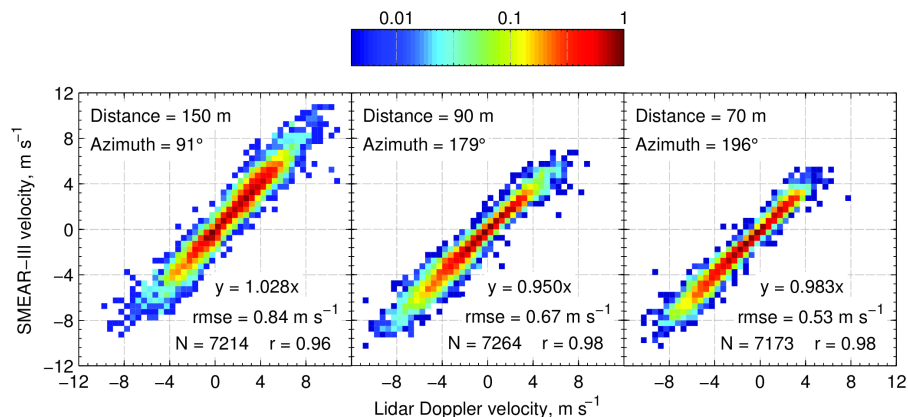 0.01 0.1 1
12 8 4 0 −4 −8 −12
SMEAR−III velocity, m s⁻¹
Distance = 150 m
Azimuth = 91°
y = 1.028x
rmse = 0.84 m s⁻¹
N = 7214 r = 0.96
Distance = 90 m
Azimuth = 179°
y = 0.950x
rmse = 0.67 m s⁻¹
N = 7264 r = 0.98
Distance = 70 m
Azimuth = 196°
y = 0.983x
rmse = 0.53 m s⁻¹
N = 7173 r = 0.98
−12 −8 −4 0 4 8 −8 −4 0 4 8 −8 −4 0 4 8 12
Lidar Doppler velocity, m s⁻¹